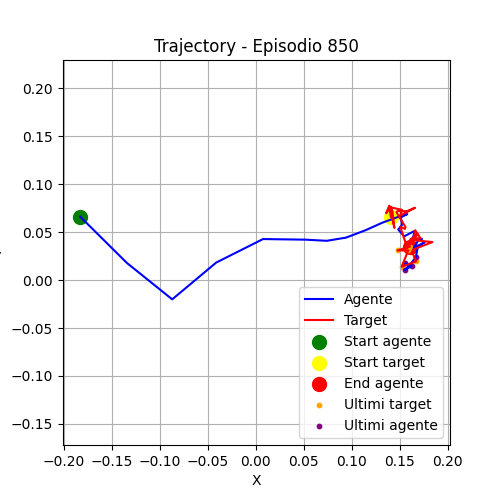 Trajectory - Episodio 850
0.20
0.15
0.10
0.05
0.00
−0.05
−0.10
−0.15
−0.20 −0.15 −0.10 −0.05 0.00 0.05 0.10 0.15 0.20
X
Agente
Target
Start agente
Start target
End agente
Ultimi target
Ultimi agente